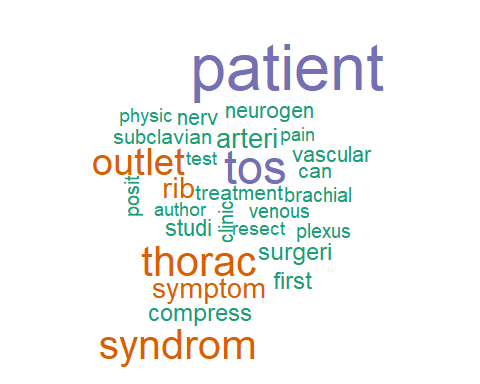 patient
physic nerv neurogen
subclavian arteri pain
outlet test tos vascular
can
posit rib treatment brachial
author clinic venous
studi resect plexus
thorac surgeri
symptom first
compress
syndrom